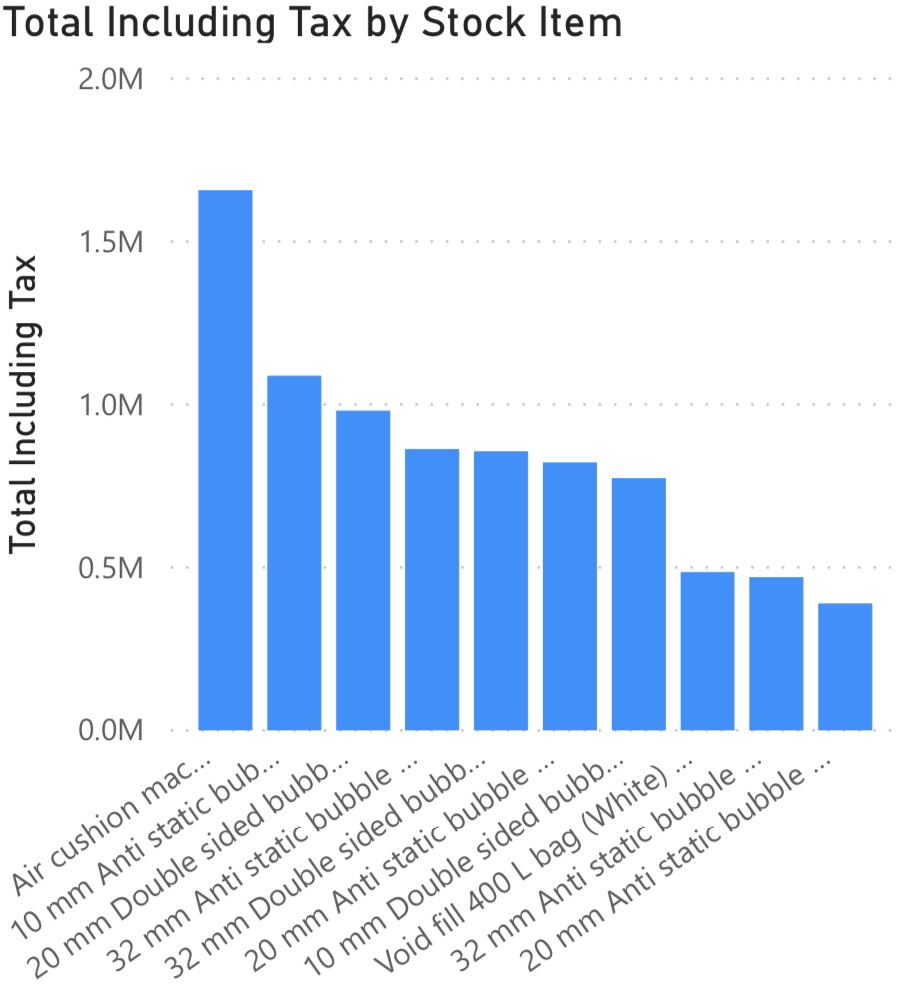 Total Including Tax by Stock Item
2.0M
1.5M
1.0M
0.5M
0.0M
Total Including Tax
Air cushion mac...
10 mm Anti static bub...
20 mm Double sided bubb...
32 mm Anti static bubble ...
32 mm Double sided bubb...
20 mm Anti static bubble ...
10 mm Double sided bubb...
Void fill 400 L bag (White) ...
32 mm Anti static bubble ...
20 mm Anti static bubble ...